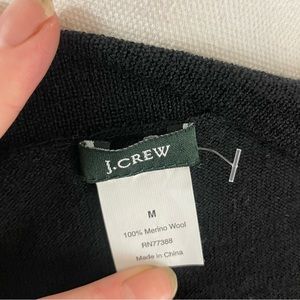 J.CREW
M
100% Merino Wool
RN77388
Made in China